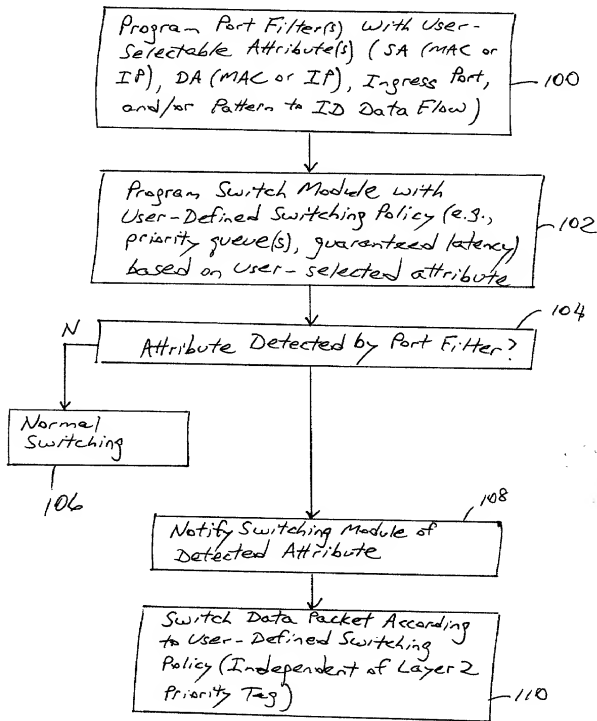 Program Port Filter(s) With User-
Selectable Attribute(s) (SA (MAC or
IP), DA (MAC or IP), Ingress Port,
and/or Pattern to ID Data Flow)
100
Program Switch Module with
User-Defined Switching Policy (e.g.,
priority queue(s), guaranteed latency)
based on user-selected attribute
102
104
N
Attribute Detected by Port Filter?
Normal
Switching
106
108
Notify Switching Module of
Detected Attribute
Switch Data Packet According
to User-Defined Switching
Policy (Independent of Layer 2
Priority Tag)
110